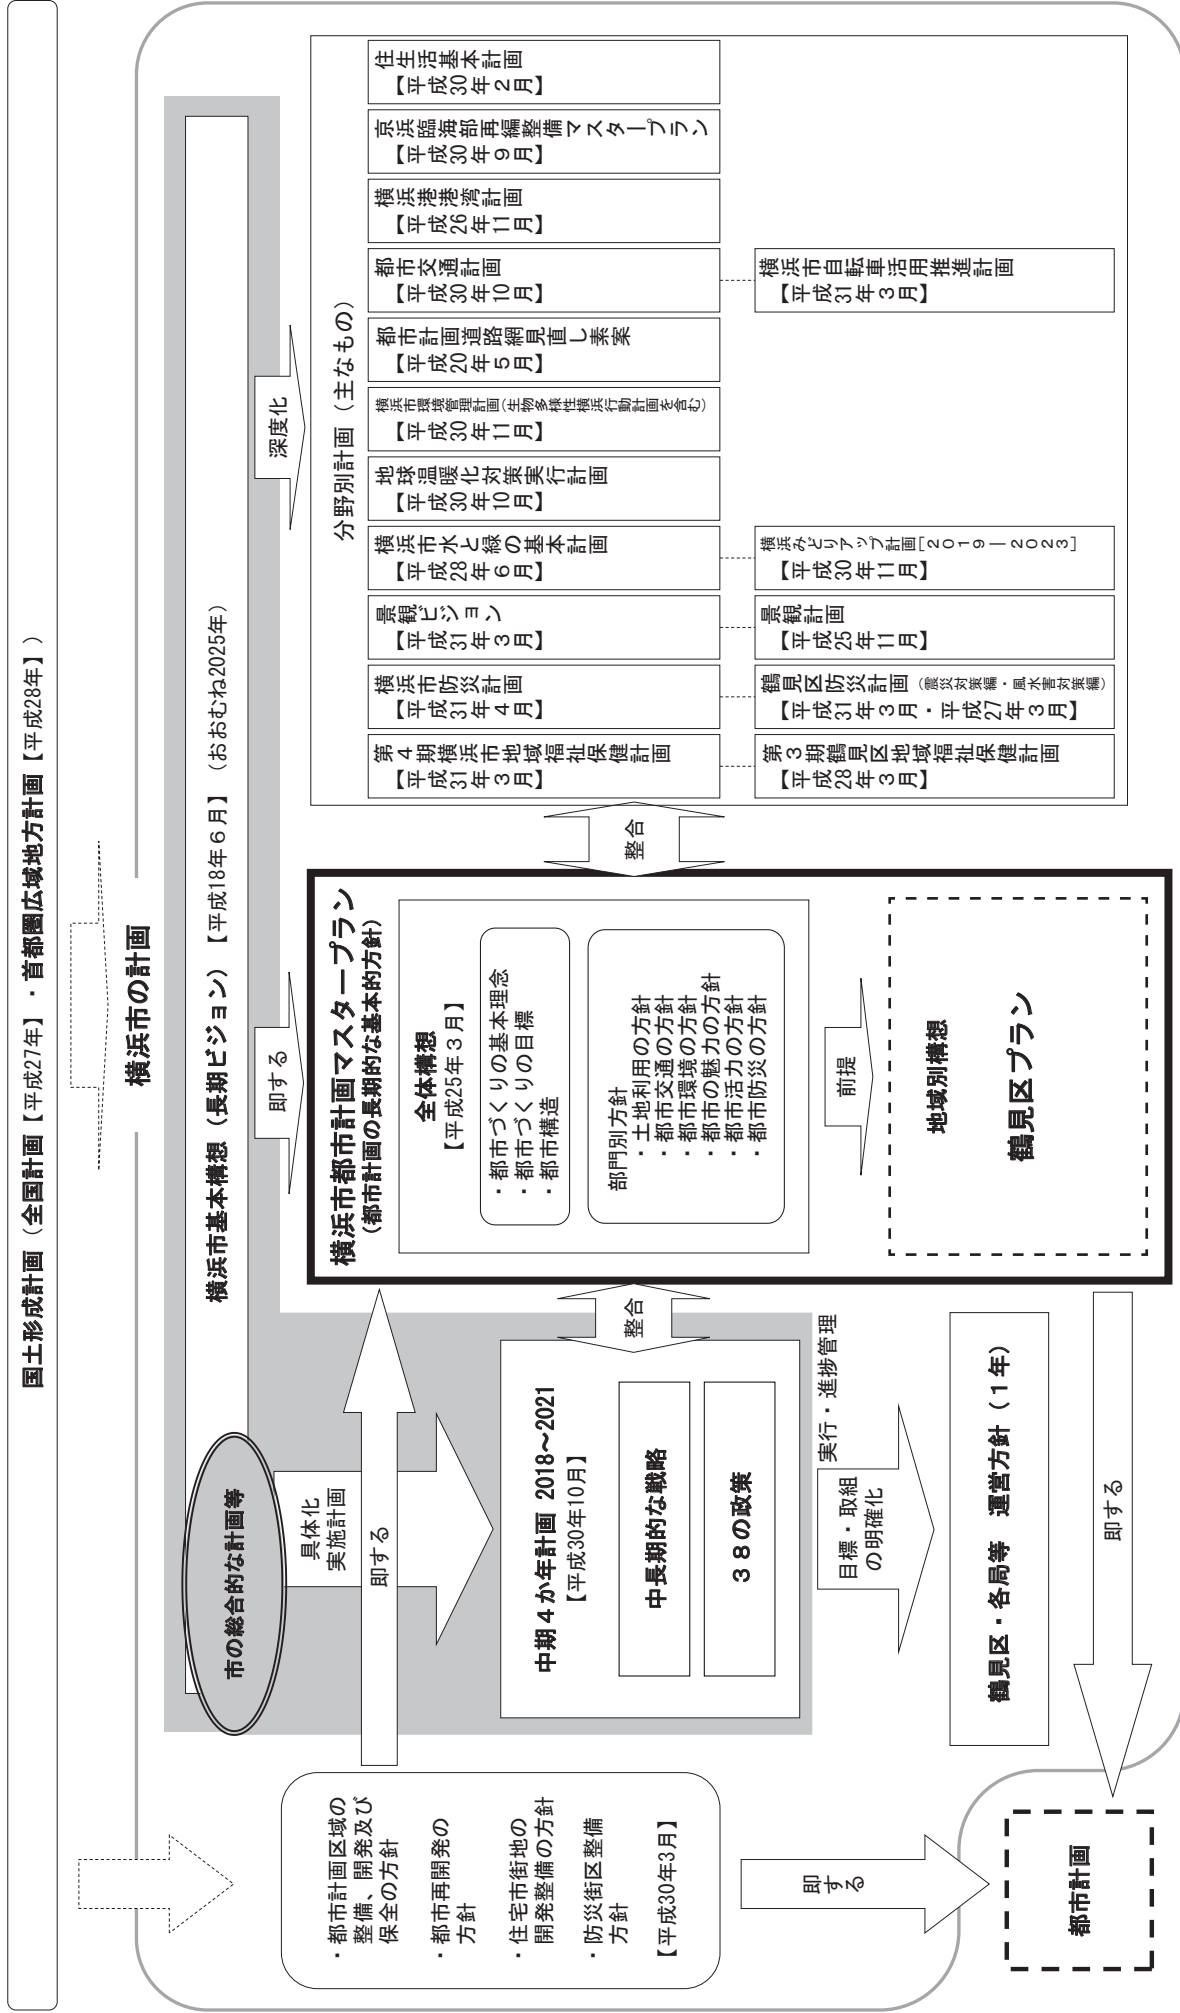 国土形成計画（全国計画【平成27年】・首都圏広域地方計画【平成28年】）
横浜市の計画
市の総合的な計画等
横浜市基本構想（長期ビジョン）【平成18年６月】（おおむね2025年）
・都市計画区域の
整備、開発及び
保全の方針
・都市再開発の
方針
・住宅市街地の
開発整備の方針
・防災街区整備
方針
【平成30年3月】
即する
都市計画
具体化
実施計画
即する
中期４か年計画 2018～2021
【平成30年10月】
中長期的な戦略
３８の政策
目標・取組
の明確化
実行・進捗管理
鶴見区・各局等　運営方針（１年）
即する
整合
即する
横浜市都市計画マスタープラン
（都市計画の長期的な基本的方針）
全体構想
【平成25年３月】
・都市づくりの基本理念
・都市づくりの目標
・都市構造
部門別方針
・土地利用の方針
・都市交通の方針
・都市環境の方針
・都市の魅力の方針
・都市活力の方針
・都市防災の方針
前提
地域別構想
鶴見区プラン
整合
深度化
分野別計画（主なもの）
第４期横浜市地域福祉保健計画
【平成31年３月】
第３期鶴見区地域福祉保健計画
【平成28年３月】
横浜市防災計画
【平成31年４月】
鶴見区防災計画（震災対策編・風水害対策編）
【平成31年３月・平成27年３月】
景観ビジョン
【平成31年３月】
景観計画
【平成25年11月】
横浜市水と緑の基本計画
【平成28年６月】
横浜みどりアップ計画［２０１９―２０２３］
【平成30年11月】
地球温暖化対策実行計画
【平成30年10月】
横浜市環境管理計画（生物多様性横浜行動計画を含む）
【平成30年11月】
都市計画道路網見直し素案
【平成20年５月】
都市交通計画
【平成30年10月】
横浜市自転車活用推進計画
【平成31年３月】
横浜港港湾計画
【平成26年11月】
京浜臨海部再編整備マスタープラン
【平成30年９月】
住生活基本計画
【平成30年２月】